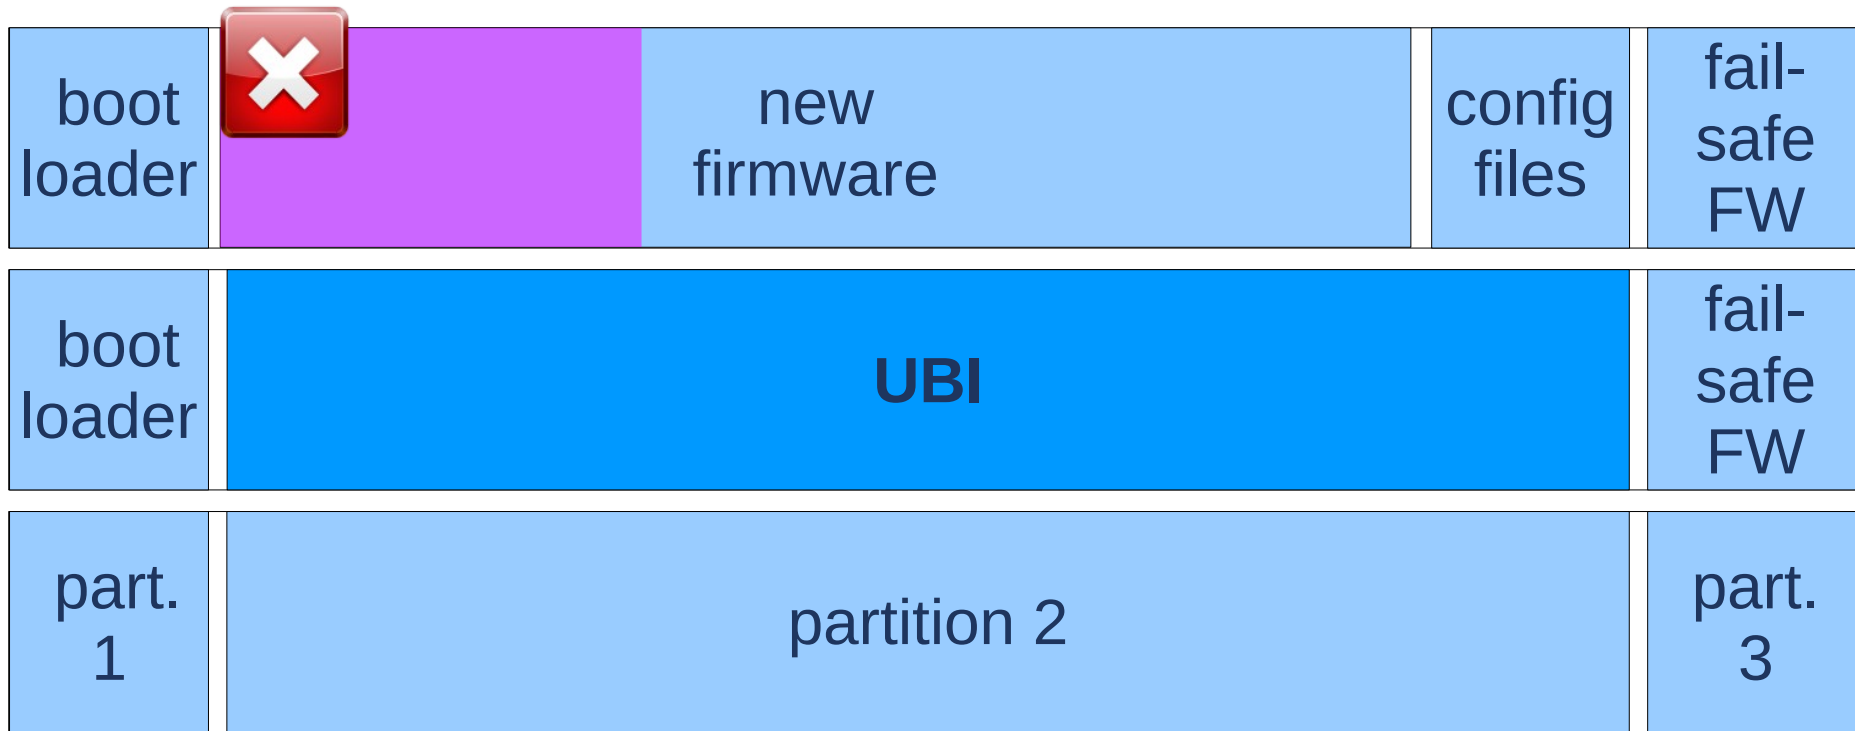 boot
loader
new
firmware
config
files
fail-
safe
FW
boot
loader
UBI
fail-
safe
FW
part.
1
partition 2
part.
3